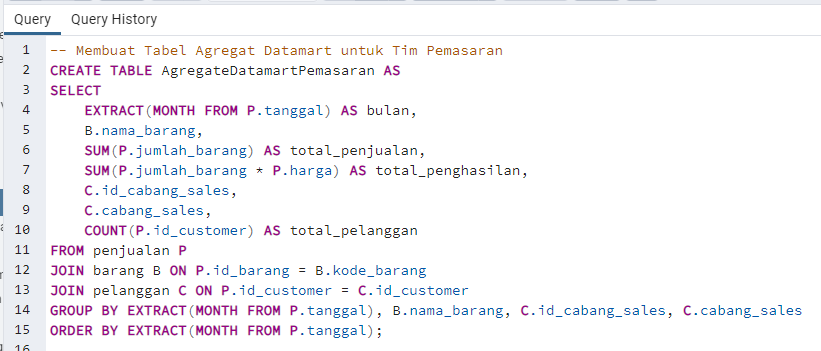 Query Query History
1 -- Membuat Tabel Agregat Datamart untuk Tim Pemasaran
2 CREATE TABLE AgregateDatamartPemasaran AS
3 SELECT
4 EXTRACT(MONTH FROM P.tanggal) AS bulan,
5 B.nama_barang,
6 SUM(P.jumlah_barang) AS total_penjualan,
7 SUM(P.jumlah_barang * P.harga) AS total_penghasilan,
8 C.id_cabang_sales,
9 C.cabang_sales,
10 COUNT(P.id_customer) AS total_pelanggan
11 FROM penjualan P
12 JOIN barang B ON P.id_barang = B.kode_barang
13 JOIN pelanggan C ON P.id_customer = C.id_customer
14 GROUP BY EXTRACT(MONTH FROM P.tanggal), B.nama_barang, C.id_cabang_sales, C.cabang_sales
15 ORDER BY EXTRACT(MONTH FROM P.tanggal);
16